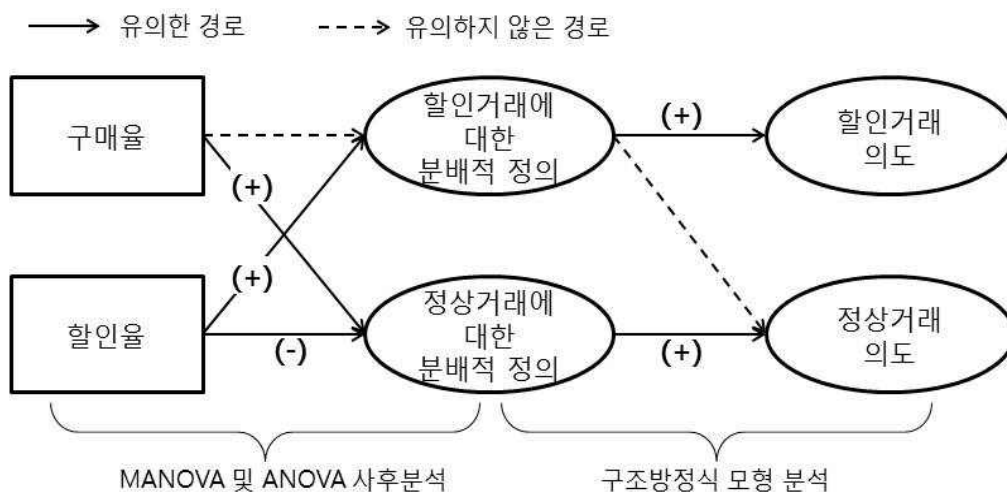 유의한 경로
유의하지 않은 경로
구매율
할인거래에
대한
분배적 정의
(+)
할인거래
의도
(+)
(+)
할인율
(-)
정상거래에
대한
분배적 정의
(+)
정상거래
의도
MANOVA 및 ANOVA 사후분석
구조방정식 모형 분석